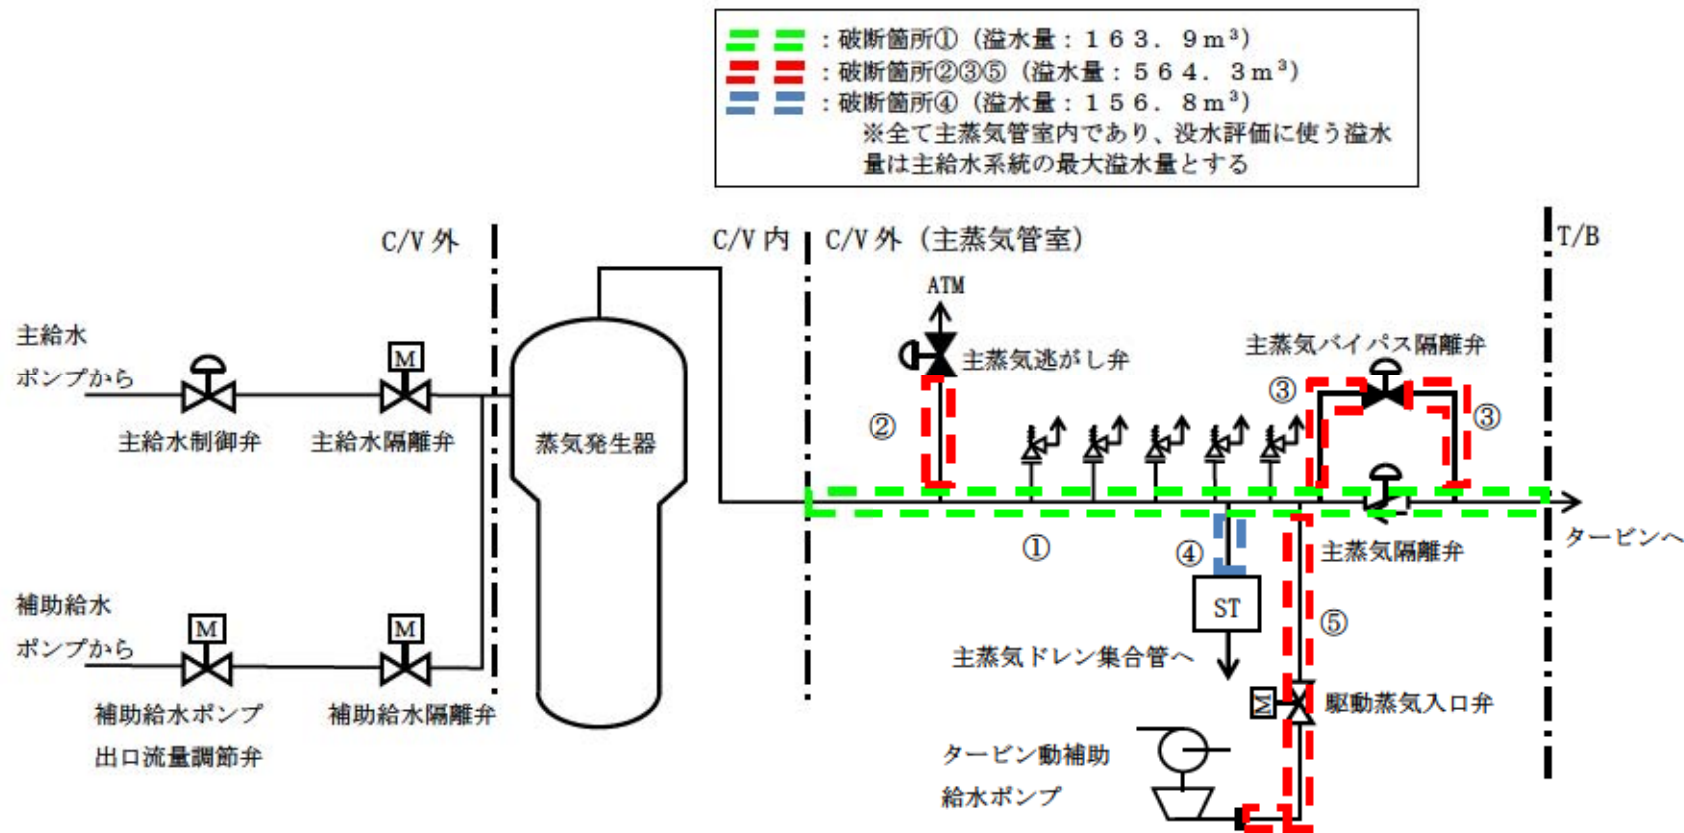 ：破断箇所①（溢水量：１６３．９ｍ³）
：破断箇所②③⑤（溢水量：５６４．３ｍ³）
：破断箇所④（溢水量：１５６．８ｍ³）
※全て主蒸気管室内であり、没水評価に使う溢水
量は主給水系統の最大溢水量とする
C/V 外
C/V 内
C/V 外（主蒸気管室）
T/B
ATM
主給水
ポンプから
M
主給水制御弁
主給水隔離弁
蒸気発生器
主蒸気逃がし弁
主蒸気バイパス隔離弁
②
③
③
①
④
主蒸気隔離弁
タービンへ
ST
⑤
主蒸気ドレン集合管へ
補助給水
ポンプから
M
M
補助給水ポンプ
出口流量調節弁
補助給水隔離弁
M
駆動蒸気入口弁
タービン動補助
給水ポンプ